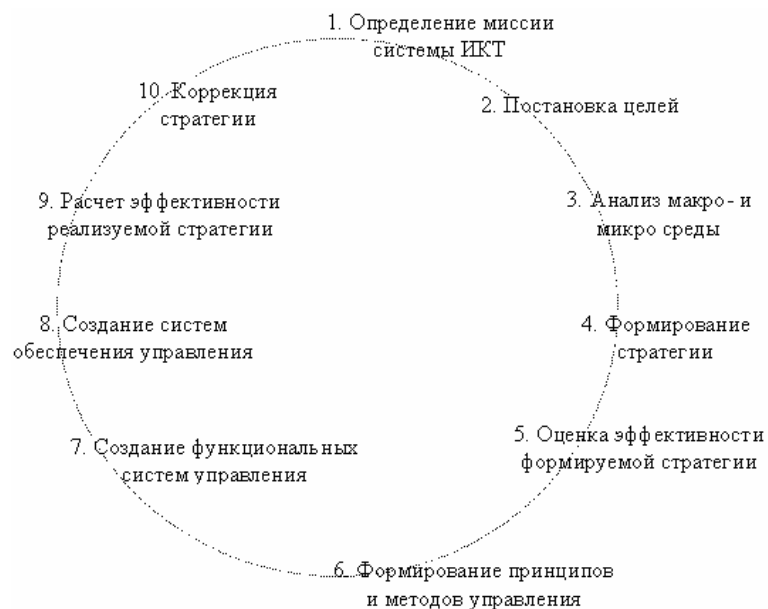 1. Определение миссии
системы ИКТ
2. Постановка целей
3. Анализ макро- и
микро среды
4. Формирование
стратегии
5. Оценка эффективности
формируемой стратегии
6. Формирование принципов
и методов управления
7. Создание функциональных
систем управления
8. Создание систем
обеспечения управления
9. Расчет эффективности
реализуемой стратегии
10. Коррекция
стратегии